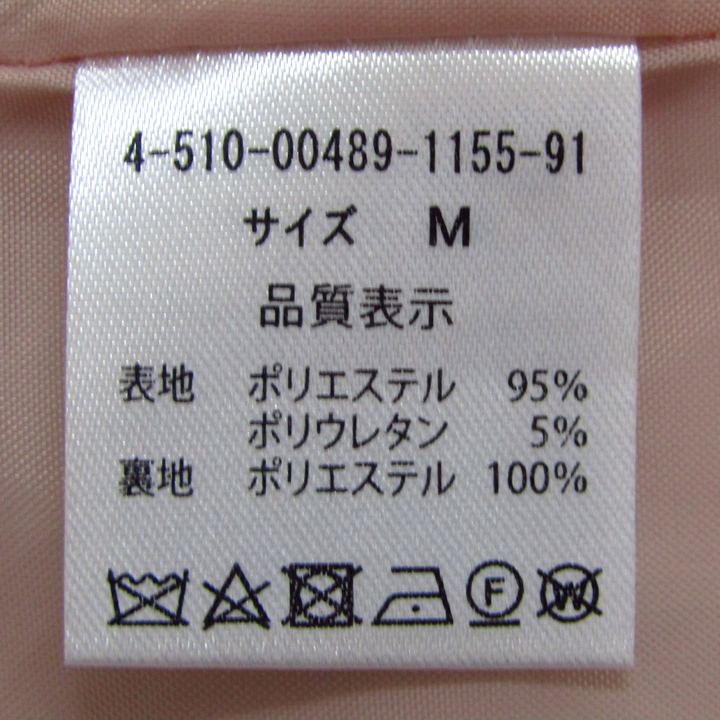 4-510-00489-1155-91
サイズ M
品質表示
表地 ポリエステル 95%
ポリウレタン 5%
裏地 ポリエステル 100%
F W